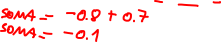 SOMA = -0.8 + 0.7
SOMA = -0.1